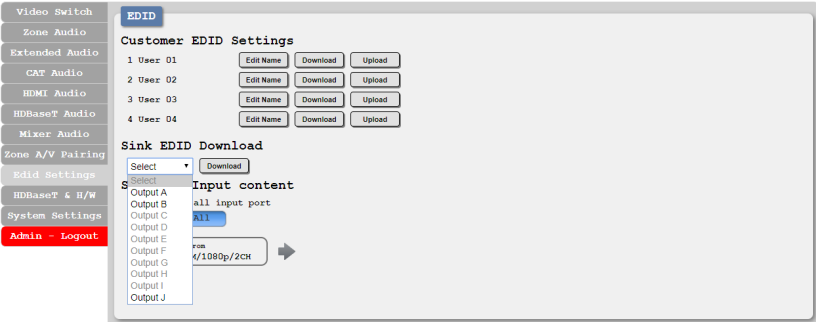 Video Switch
Zone Audio
Extended Audio
CAT Audio
HDMI Audio
HDBaseT Audio
Mixer Audio
Zone A/V Pairing
Edid Settings
HDBaseT & H/W
System Settings
Admin - Logout
EDID
Customer EDID Settings
1 User 01 Edit Name Download Upload
2 User 02 Edit Name Download Upload
3 User 03 Edit Name Download Upload
4 User 04 Edit Name Download Upload
Sink EDID Download
Select Download
Select
Output A
Output B
Output C
Output D
Output E
Output F
Output G
Output H
Output I
Output J
S Input content
all input port
All
/1080p/2CH